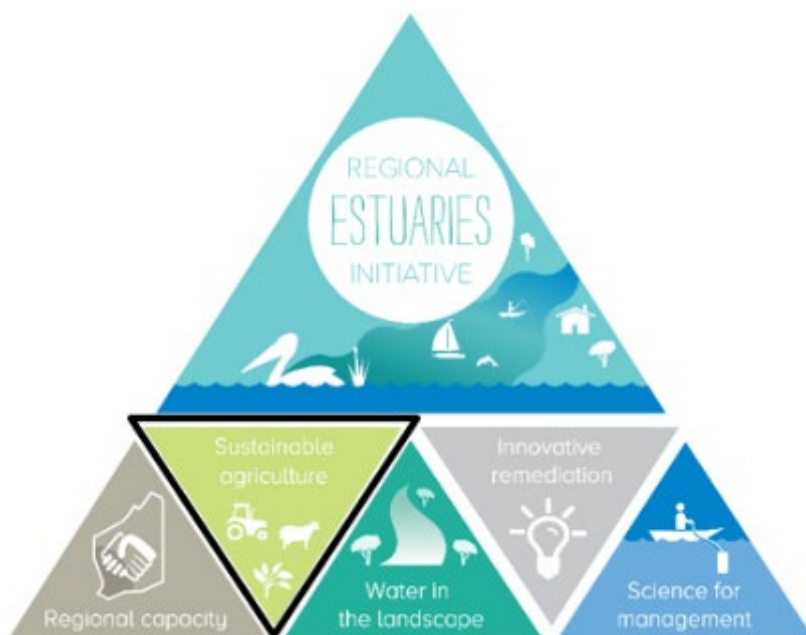 REGIONAL
ESTUARIES
INITIATIVE
Sustainable
agriculture
Innovative
remediation
Regional capacity
Water in
the landscape
Science for
management